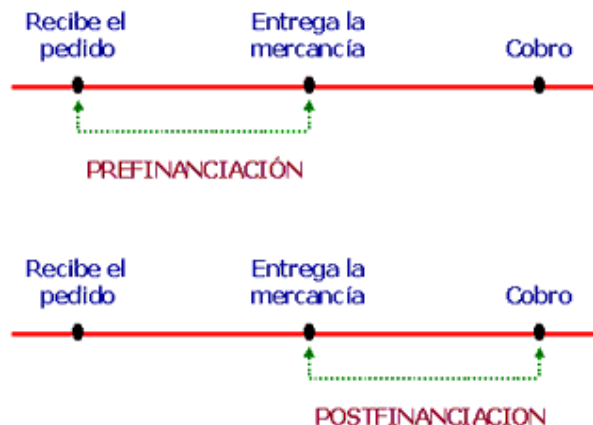 Recibe el
pedido
Entrega la
mercancía
Cobro
PREFINANCIACIÓN
Recibe el
pedido
Entrega la
mercancía
Cobro
POSTFINANCIACION